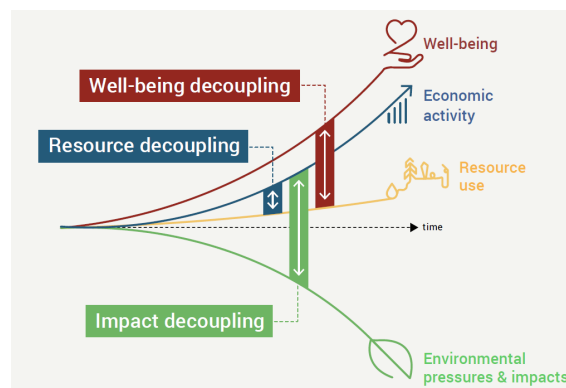 Well-being
Well-being decoupling
Economic
activity
Resource decoupling
Resource
use
time
Impact decoupling
Environmental
pressures & impacts